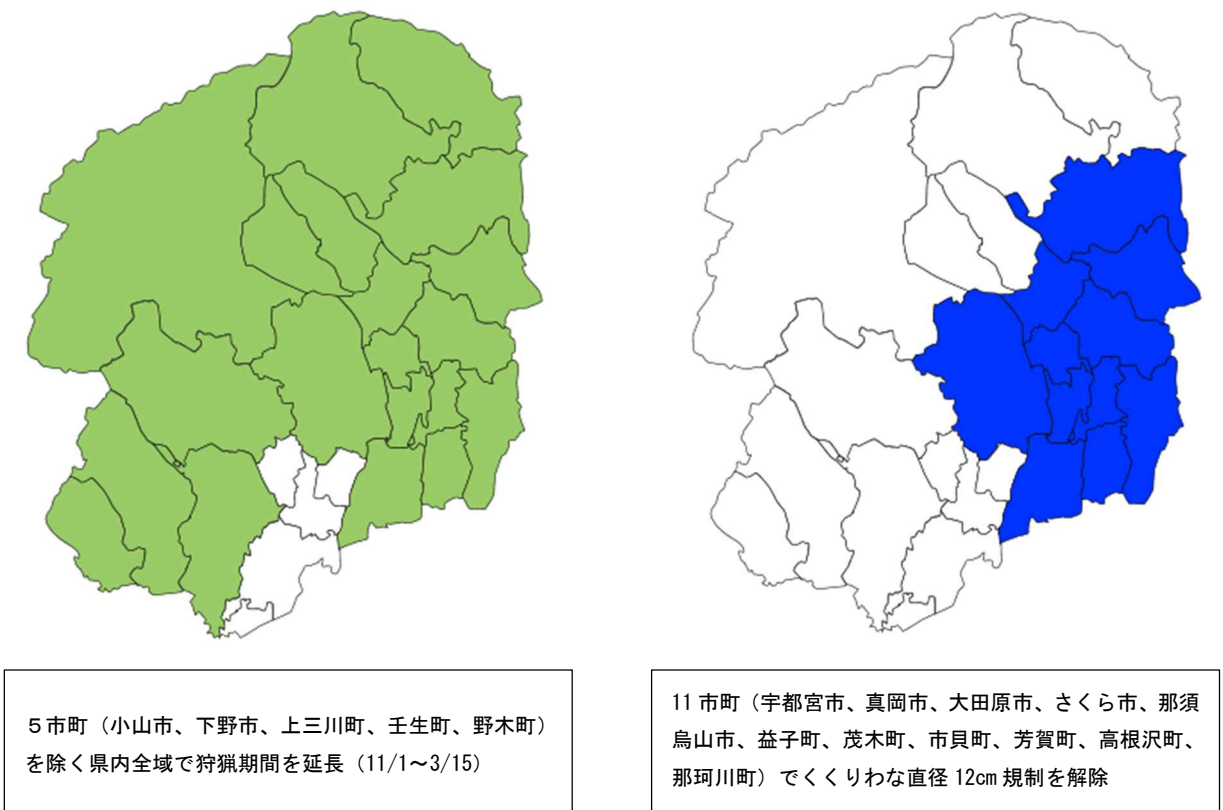 ５市町（小山市、下野市、上三川町、壬生町、野木町）
を除く県内全域で狩猟期間を延長（11/1～3/15）
11 市町（宇都宮市、真岡市、大田原市、さくら市、那須
烏山市、益子町、茂木町、市貝町、芳賀町、高根沢町、
那珂川町）でくくりわな直径 12cm 規制を解除